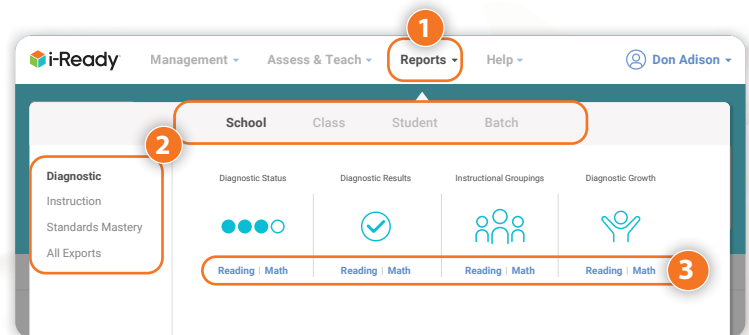 1
i-Ready Management Assess & Teach Reports Help Don Adison
School Class Student Batch
2
Diagnostic
Instruction
Standards Mastery
All Exports
Diagnostic Status Diagnostic Results Instructional Groupings Diagnostic Growth
Reading | Math Reading | Math Reading | Math Reading | Math 3